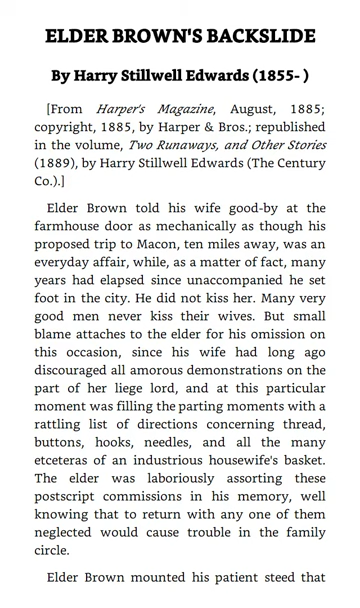 ELDER BROWN'S BACKSLIDE
By Harry Stillwell Edwards (1855- )
[From Harper's Magazine, August, 1885;
copyright, 1885, by Harper & Bros.; republished
in the volume, Two Runaways, and Other Stories
(1889), by Harry Stillwell Edwards (The Century
Co.).]
Elder Brown told his wife good-by at the
farmhouse door as mechanically as though his
proposed trip to Macon, ten miles away, was an
everyday affair, while, as a matter of fact, many
years had elapsed since unaccompanied he set
foot in the city. He did not kiss her. Many very
good men never kiss their wives. But small
blame attaches to the elder for his omission on
this occasion, since his wife had long ago
discouraged all amorous demonstrations on the
part of her liege lord, and at this particular
moment was filling the parting moments with a
rattling list of directions concerning thread,
buttons, hooks, needles, and all the many
etceteras of an industrious housewife's basket.
The elder was laboriously assorting these
postscript commissions in his memory, well
knowing that to return with any one of them
neglected would cause trouble in the family
circle.
Elder Brown mounted his patient steed that